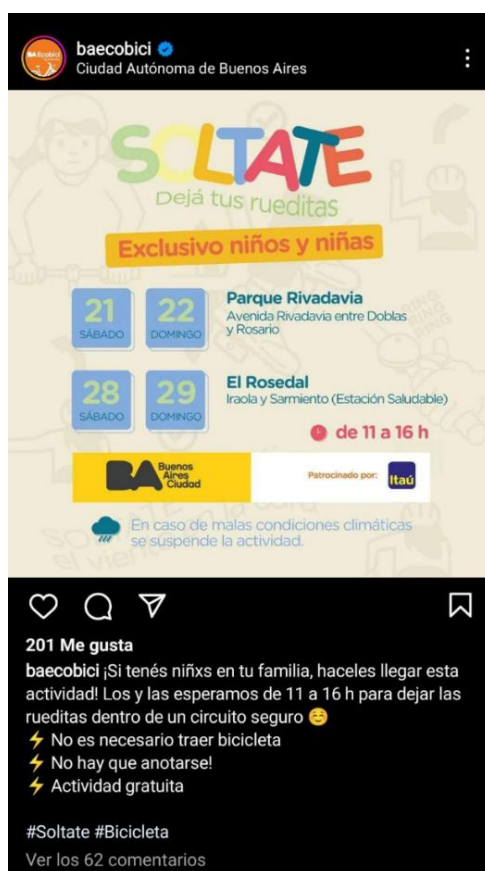 baecobici
Ciudad Autónoma de Buenos Aires
BAEcobici
SOLTATE
Dejá tus rueditas
Exclusivo niños y niñas
21
SÁBADO
22
DOMINGO
Parque Rivadavia
Avenida Rivadavia entre Doblas
y Rosario
28
SÁBADO
29
DOMINGO
El Rosedal
Iraola y Sarmiento (Estación Saludable)
de 11 a 16 h
BA
Buenos
Aires
Ciudad
Patrocinado por:
Itaú
En caso de malas condiciones climáticas
se suspende la actividad.
201 Me gusta
baecobici ¡Si tenés niñxs en tu familia, haceles llegar esta
actividad! Los y las esperamos de 11 a 16 h para dejar las
rueditas dentro de un circuito seguro ☺️
⚡ No es necesario traer bicicleta
⚡ No hay que anotarse!
⚡ Actividad gratuita
#Soltate #Bicicleta
Ver los 62 comentarios